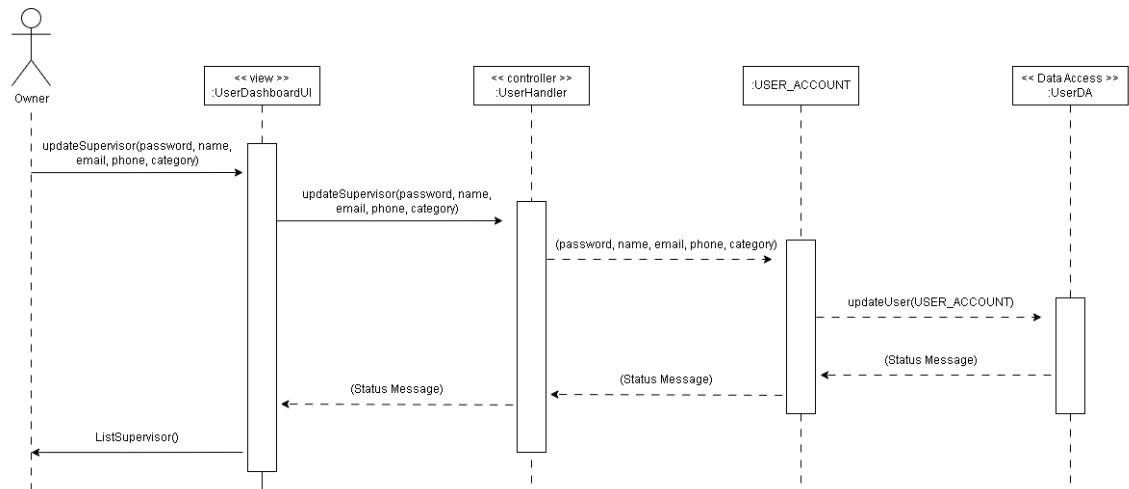 Owner
<< view >>
:UserDashboardUI
<< controller >>
:UserHandler
:USER_ACCOUNT
<< Data Access >>
:UserDA
updateSupervisor(password, name,
email, phone, category)
updateSupervisor(password, name,
email, phone, category)
(password, name, email, phone, category)
updateUser(USER_ACCOUNT)
(Status Message)
(Status Message)
(Status Message)
ListSupervisor()